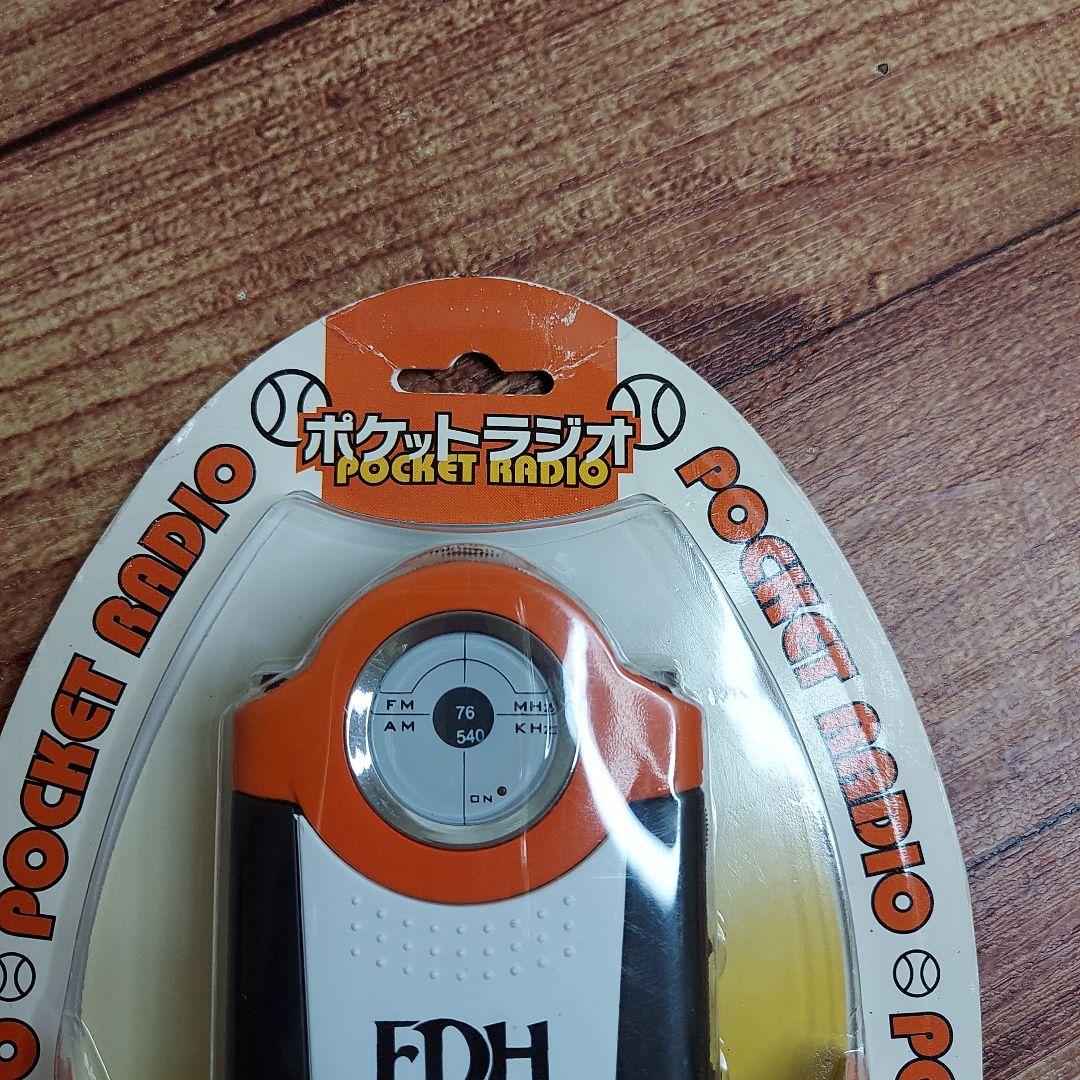 ポケットラジオ
POCKET RADIO
POCKET RADIO
POCKET RADIO
FM 76 MHz
AM 540 KHz
ON
FDH